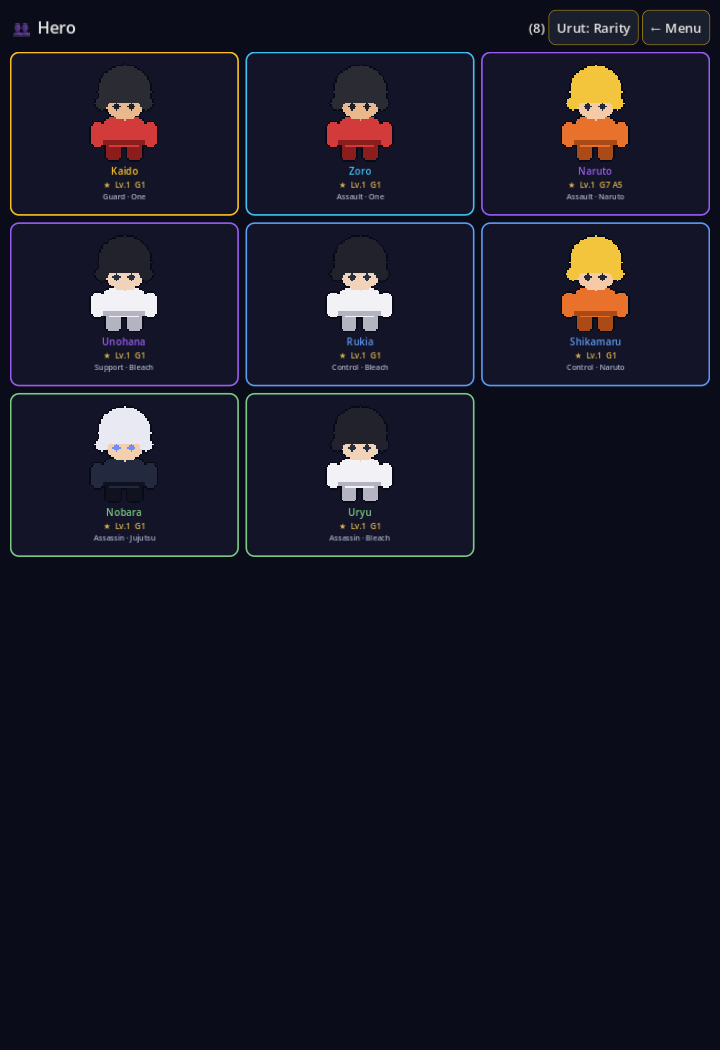 Hero (8) Urut: Rarity ← Menu
Kaido
★ Lv.1 G1
Guard · One
Zoro
★ Lv.1 G1
Assault · One
Naruto
★ Lv.1 G7 A5
Assault · Naruto
Unohana
★ Lv.1 G1
Support · Bleach
Rukia
★ Lv.1 G1
Control · Bleach
Shikamaru
★ Lv.1 G1
Control · Naruto
Nobara
★ Lv.1 G1
Assassin · Jujutsu
Uryu
★ Lv.1 G1
Assassin · Bleach